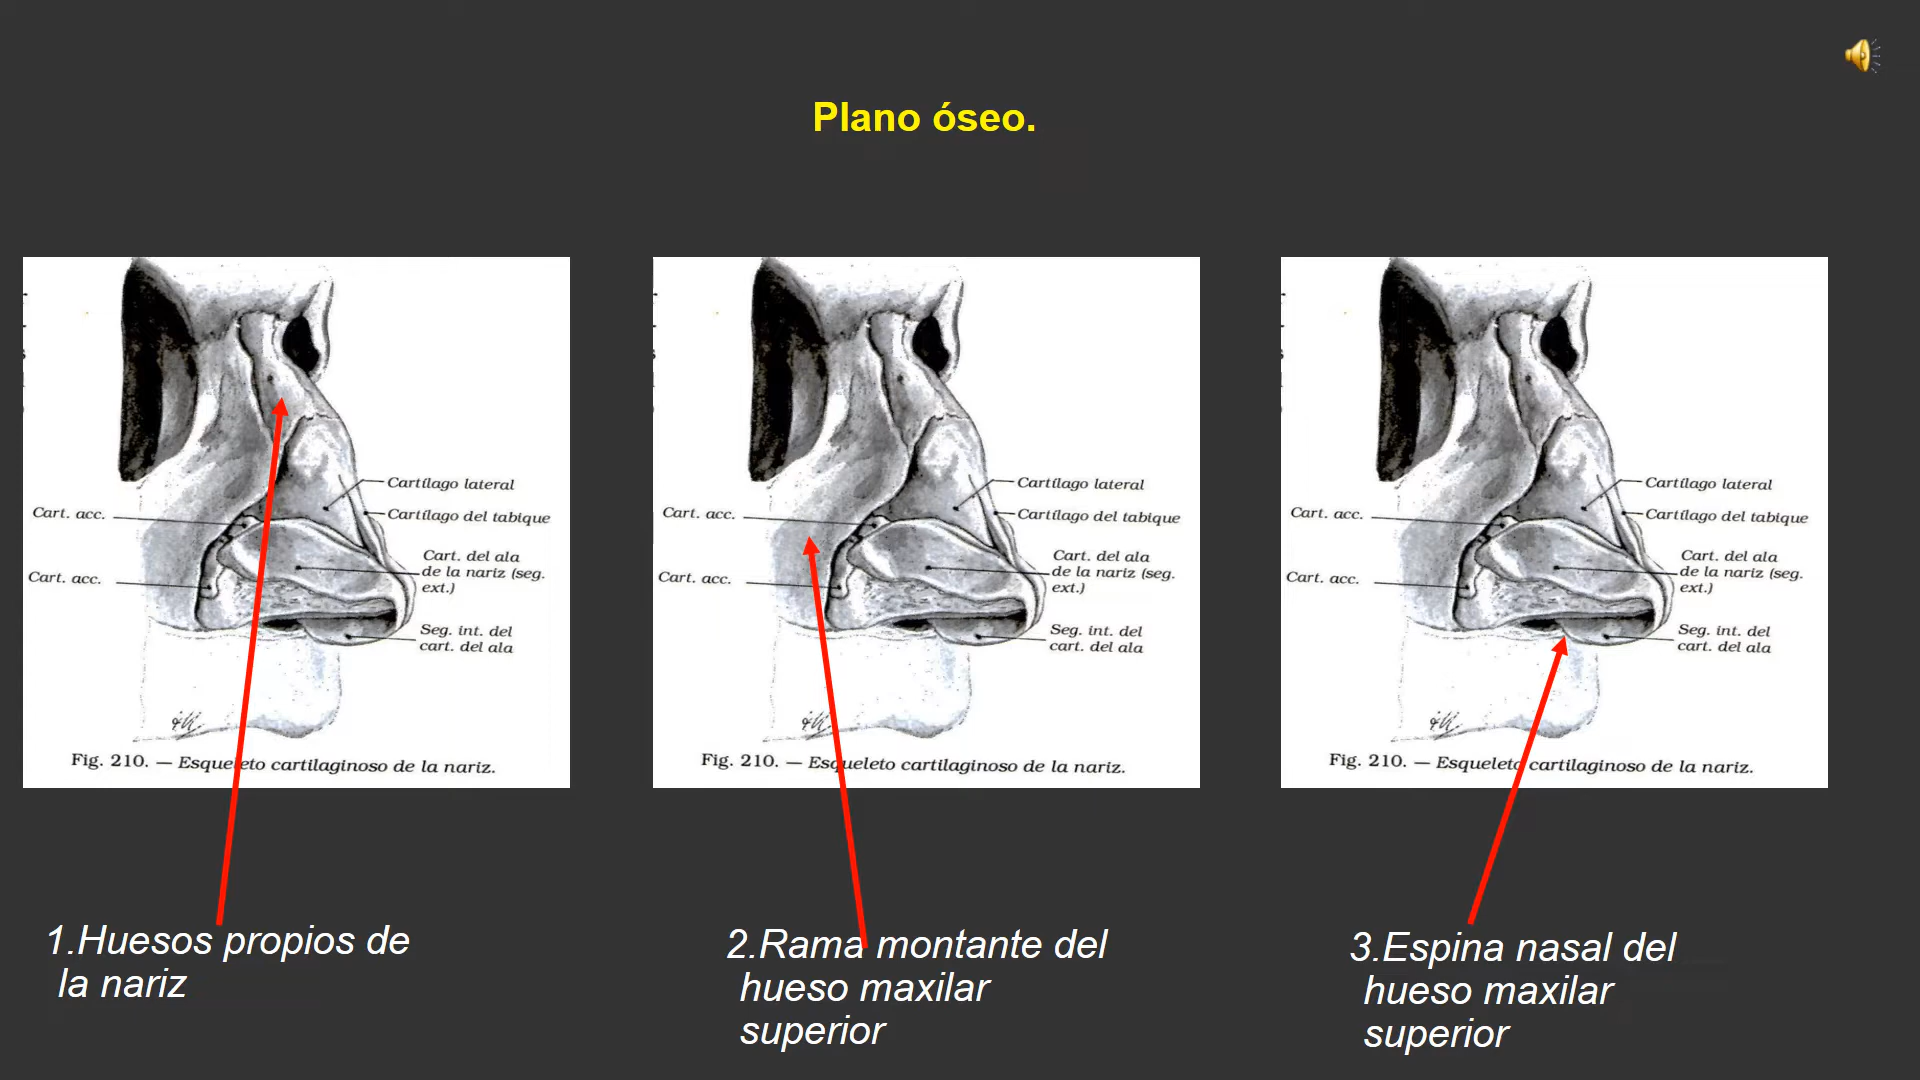 Plano óseo.
Cartílago lateral
Cart. acc.
Cartílago del tabique
Cart. del ala
de la nariz (seg.
ext.)
Cart. acc.
Seg. int. del
cart. del ala
Fig. 210. — Esqueleto cartilaginoso de la nariz.
Cartílago lateral
Cart. acc.
Cartílago del tabique
Cart. del ala
de la nariz (seg.
ext.)
Cart. acc.
Seg. int. del
cart. del ala
Fig. 210. — Esqueleto cartilaginoso de la nariz.
Cartílago lateral
Cart. acc.
Cartílago del tabique
Cart. del ala
de la nariz (seg.
ext.)
Cart. acc.
Seg. int. del
cart. del ala
Fig. 210. — Esqueleto cartilaginoso de la nariz.
1.Huesos propios de
la nariz
2.Rama montante del
hueso maxilar
superior
3.Espina nasal del
hueso maxilar
superior